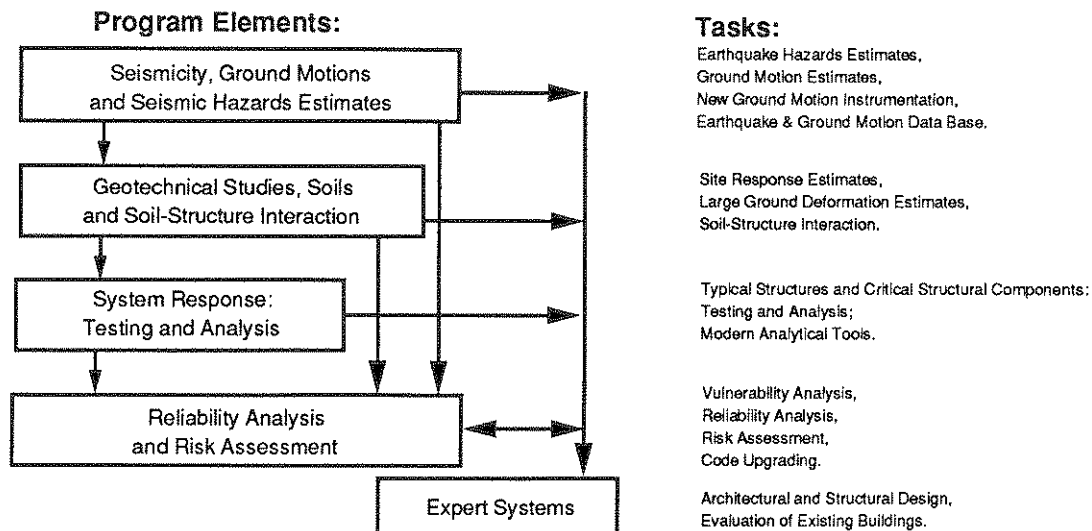 Program Elements:
Seismicity, Ground Motions
and Seismic Hazards Estimates
Geotechnical Studies, Soils
and Soil-Structure Interaction
System Response:
Testing and Analysis
Reliability Analysis
and Risk Assessment
Expert Systems
Tasks:
Earthquake Hazards Estimates,
Ground Motion Estimates,
New Ground Motion Instrumentation,
Earthquake & Ground Motion Data Base.
Site Response Estimates,
Large Ground Deformation Estimates,
Soil-Structure Interaction.
Typical Structures and Critical Structural Components:
Testing and Analysis;
Modern Analytical Tools.
Vulnerability Analysis,
Reliability Analysis,
Risk Assessment,
Code Upgrading.
Architectural and Structural Design,
Evaluation of Existing Buildings.